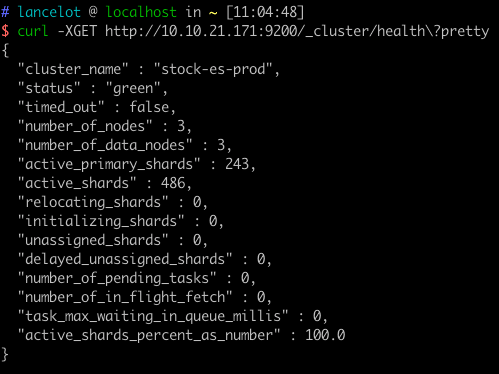 # lancelot @ localhost in ~ [11:04:48]
$ curl -XGET http://10.10.21.171:9200/_cluster/health\?pretty
{
  "cluster_name" : "stock-es-prod",
  "status" : "green",
  "timed_out" : false,
  "number_of_nodes" : 3,
  "number_of_data_nodes" : 3,
  "active_primary_shards" : 243,
  "active_shards" : 486,
  "relocating_shards" : 0,
  "initializing_shards" : 0,
  "unassigned_shards" : 0,
  "delayed_unassigned_shards" : 0,
  "number_of_pending_tasks" : 0,
  "number_of_in_flight_fetch" : 0,
  "task_max_waiting_in_queue_millis" : 0,
  "active_shards_percent_as_number" : 100.0
}